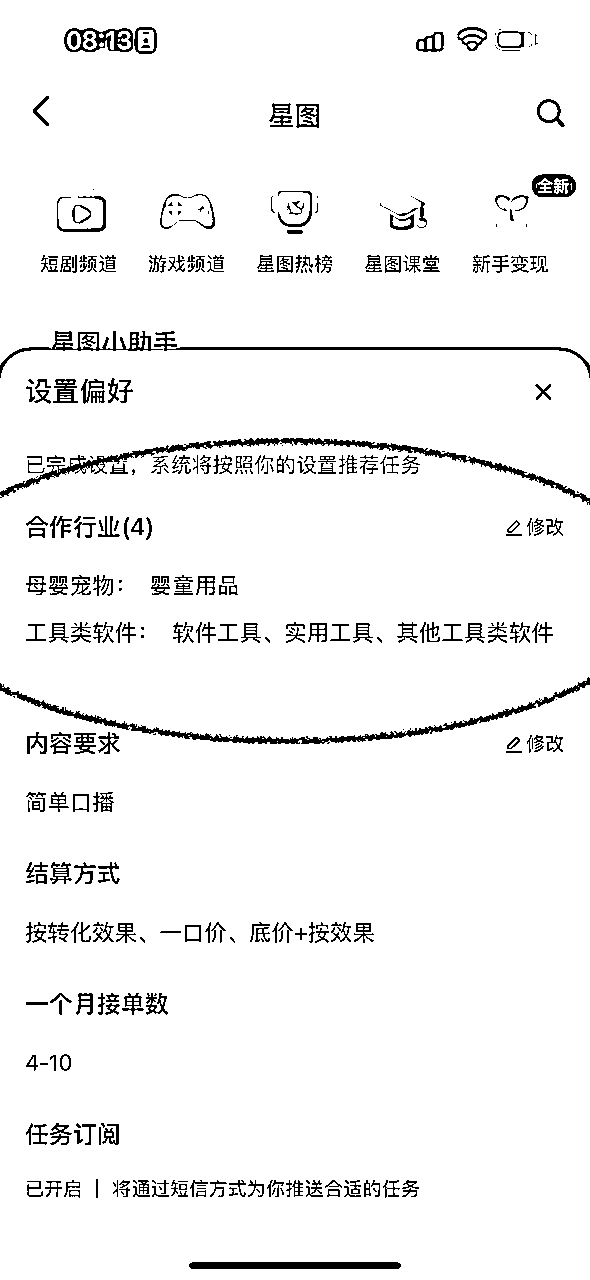 08:13
星图
全新
短剧频道 游戏频道 星图热榜 星图课堂 新手变现
星图小助手
设置偏好
已完成设置，系统将按照你的设置推荐任务
合作行业(4) 修改
母婴宠物： 婴童用品
工具类软件： 软件工具、实用工具、其他工具类软件
内容要求 修改
简单口播
结算方式
按转化效果、一口价、底价+按效果
一个月接单数
4-10
任务订阅
已开启 | 将通过短信方式为你推送合适的任务